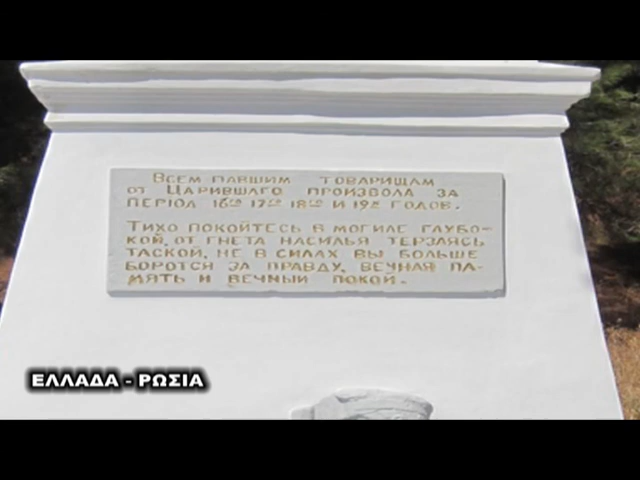 Всем павшим товарищам
от царившаго произвола за
период 16го 17го 18го и 19го годов.
Тихо покойтесь в могиле глубо-
кой, от гнета насилья терзаясь
таской, не в силах вы больше
боротся за правду, вечная па-
мять и вечный покой.
ΕΛΛΑΔΑ - ΡΩΣΙΑ